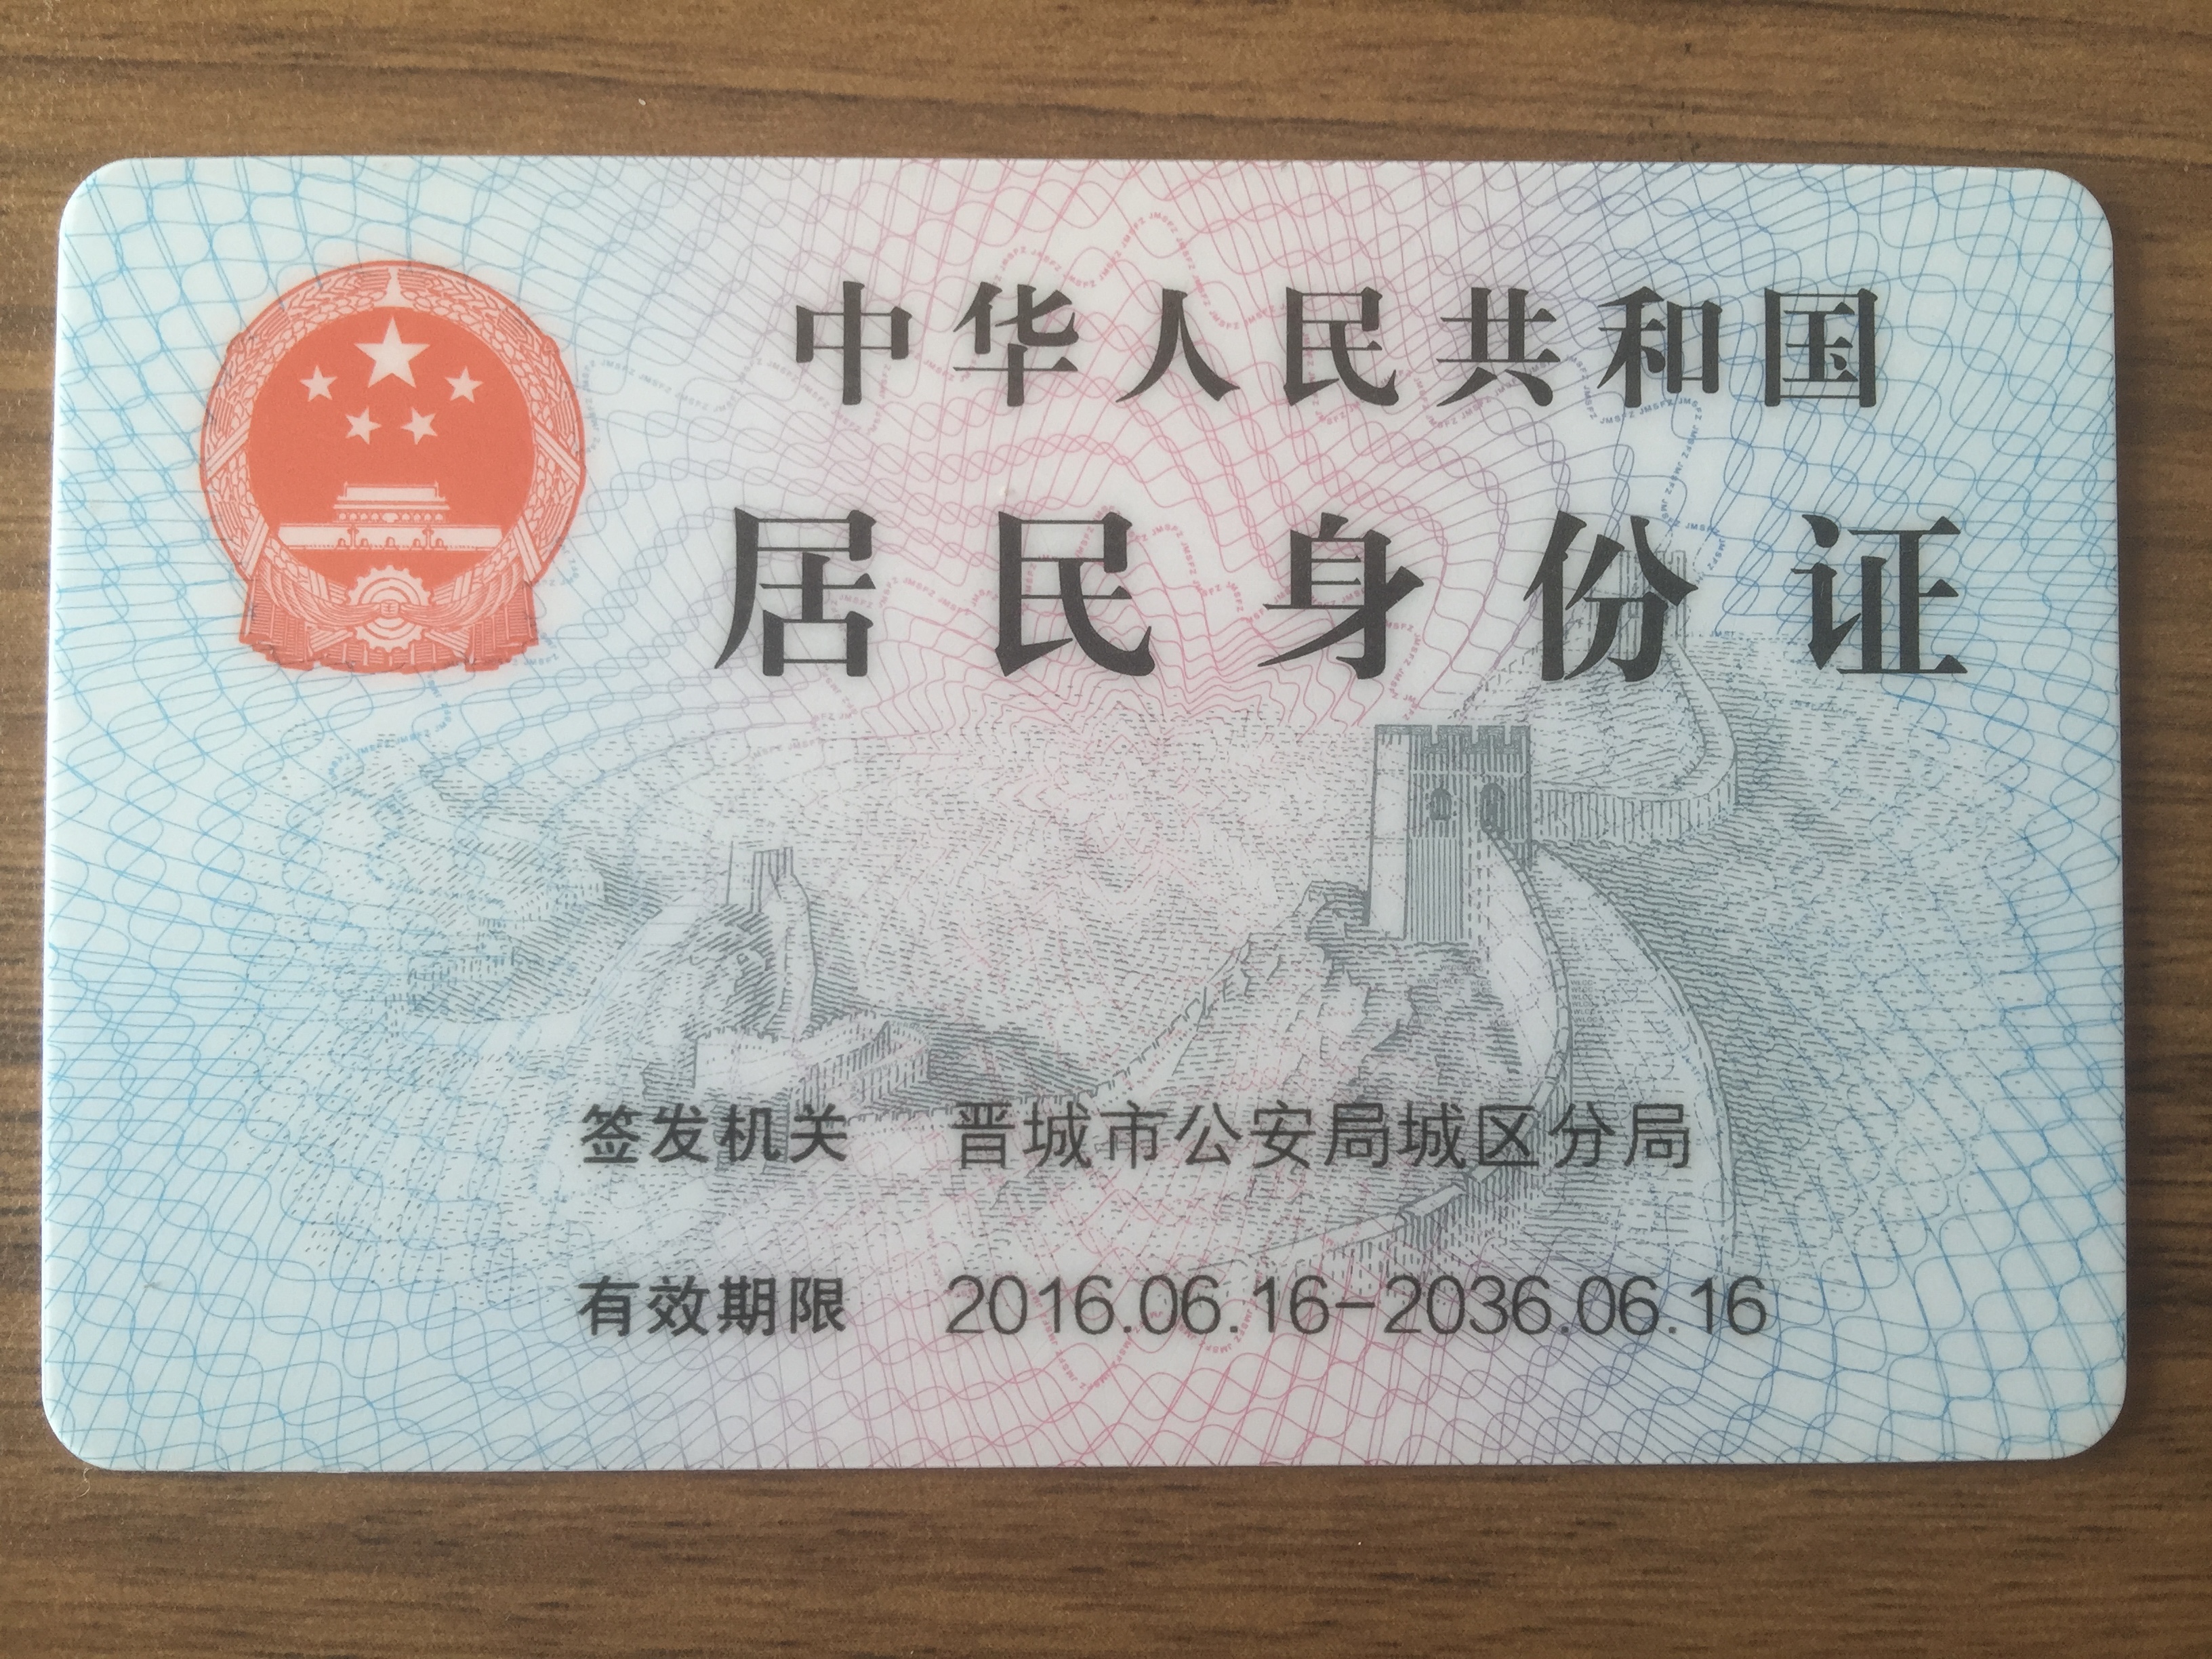 中华人民共和国
居民身份证
签发机关 晋城市公安局城区分局
有效期限 2016.06.16-2036.06.16